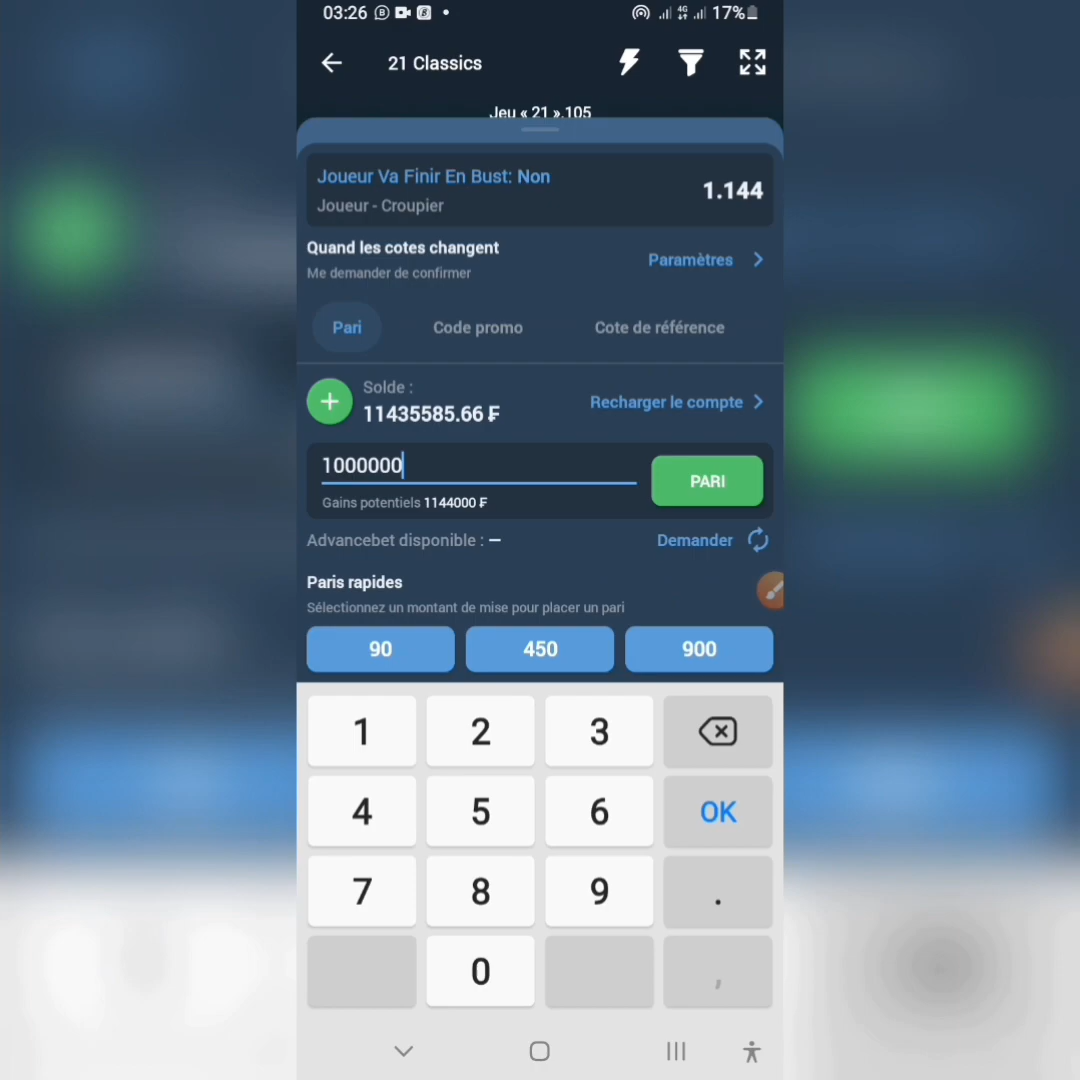 03:26 4G 17%
21 Classics
Jeu « 21 ».105
Joueur Va Finir En Bust: Non
1.144
Joueur - Croupier
Quand les cotes changent
Me demander de confirmer
Paramètres
Pari Code promo Cote de référence
Solde :
11435585.66 ₣
Recharger le compte
1000000
PARI
Gains potentiels 1144000 ₣
Advancebet disponible : –
Demander
Paris rapides
Sélectionnez un montant de mise pour placer un pari
90 450 900
1 2 3
4 5 6 OK
7 8 9 .
0 ,